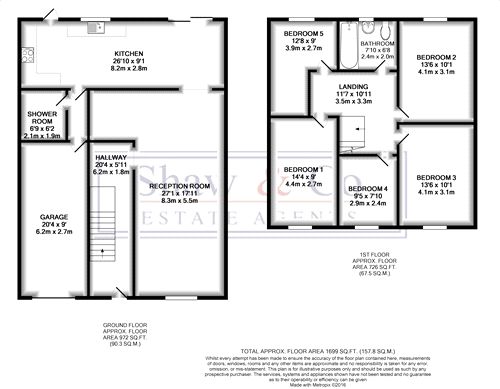 KITCHEN
26'10 x 9'1
8.2m x 2.8m
SHOWER
ROOM
6'9 x 6'2
2.1m x 1.9m
HALLWAY
20'4 x 5'11
6.2m x 1.8m
RECEPTION ROOM
27'1 x 17'11
8.3m x 5.5m
GARAGE
20'4 x 9'
6.2m x 2.7m
GROUND FLOOR
APPROX. FLOOR
AREA 972 SQ.FT.
(90.3 SQ.M.)
BEDROOM 5
12'8 x 9'
3.9m x 2.7m
BATHROOM
7'10 x 6'8
2.4m x 2.0m
BEDROOM 2
13'6 x 10'1
4.1m x 3.1m
LANDING
11'7 x 10'11
3.5m x 3.3m
BEDROOM 1
14'4 x 9'
4.4m x 2.7m
BEDROOM 4
9'5 x 7'10
2.9m x 2.4m
BEDROOM 3
13'6 x 10'1
4.1m x 3.1m
1ST FLOOR
APPROX. FLOOR
AREA 726 SQ.FT.
(67.5 SQ.M.)
Shaw & Co
ESTATE AGENTS
TOTAL APPROX. FLOOR AREA 1699 SQ.FT. (157.8 SQ.M.)
Whilst every attempt has been made to ensure the accuracy of the floor plan contained here, measurements
of doors, windows, rooms and any other items are approximate and no responsibility is taken for any error,
omission, or mis-statement. This plan is for illustrative purposes only and should be used as such by any
prospective purchaser. The services, systems and appliances shown have not been tested and no guarantee
as to their operability or efficiency can be given
Made with Metropix ©2016